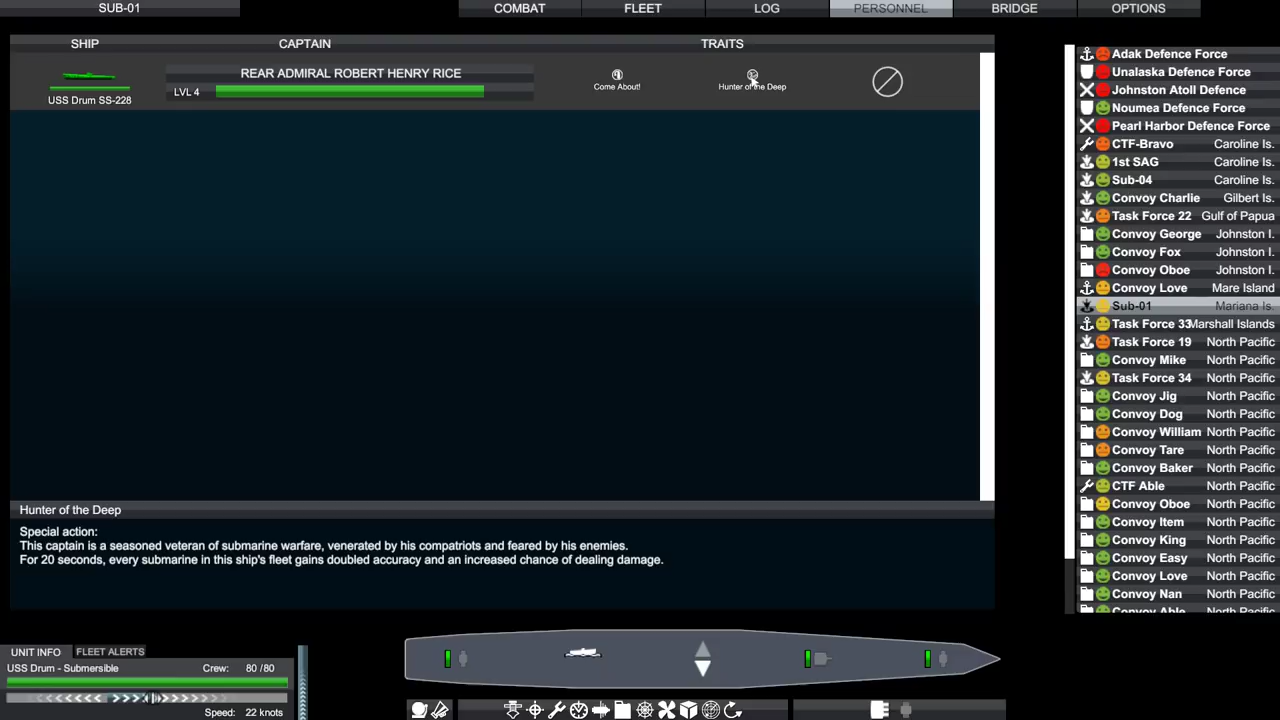 SUB-01
COMBAT
FLEET
LOG
PERSONNEL
BRIDGE
OPTIONS
SHIP
CAPTAIN
TRAITS
USS Drum SS-228
REAR ADMIRAL ROBERT HENRY RICE
LVL 4
Come About!
Hunter of the Deep
Hunter of the Deep
Special action:
This captain is a seasoned veteran of submarine warfare, venerated by his compatriots and feared by his enemies.
For 20 seconds, every submarine in this ship's fleet gains doubled accuracy and an increased chance of dealing damage.
Adak Defence Force
Unalaska Defence Force
Johnston Atoll Defence
Noumea Defence Force
Pearl Harbor Defence Force
CTF-Bravo Caroline Is.
1st SAG Caroline Is.
Sub-04 Caroline Is.
Convoy Charlie Gilbert Is.
Task Force 22 Gulf of Papua
Convoy George Johnston I.
Convoy Fox Johnston I.
Convoy Oboe Johnston I.
Convoy Love Mare Island
Sub-01 Mariana Is.
Task Force 33 Marshall Islands
Task Force 19 North Pacific
Convoy Mike North Pacific
Task Force 34 North Pacific
Convoy Jig North Pacific
Convoy Dog North Pacific
Convoy William North Pacific
Convoy Tare North Pacific
Convoy Baker North Pacific
CTF Able North Pacific
Convoy Oboe North Pacific
Convoy Item North Pacific
Convoy King North Pacific
Convoy Easy North Pacific
Convoy Love North Pacific
Convoy Nan North Pacific
Convoy Able North Pacific
UNIT INFO
FLEET ALERTS
USS Drum - Submersible
Crew: 80 /80
Speed: 22 knots